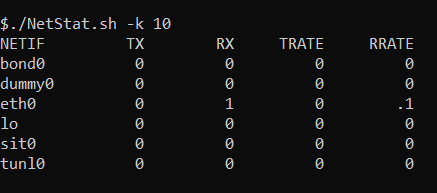 $./NetStat.sh -k 10
NETIF TX RX TRATE RRATE
bond0 0 0 0 0
dummy0 0 0 0 0
eth0 0 1 0 .1
lo 0 0 0 0
sit0 0 0 0 0
tunl0 0 0 0 0